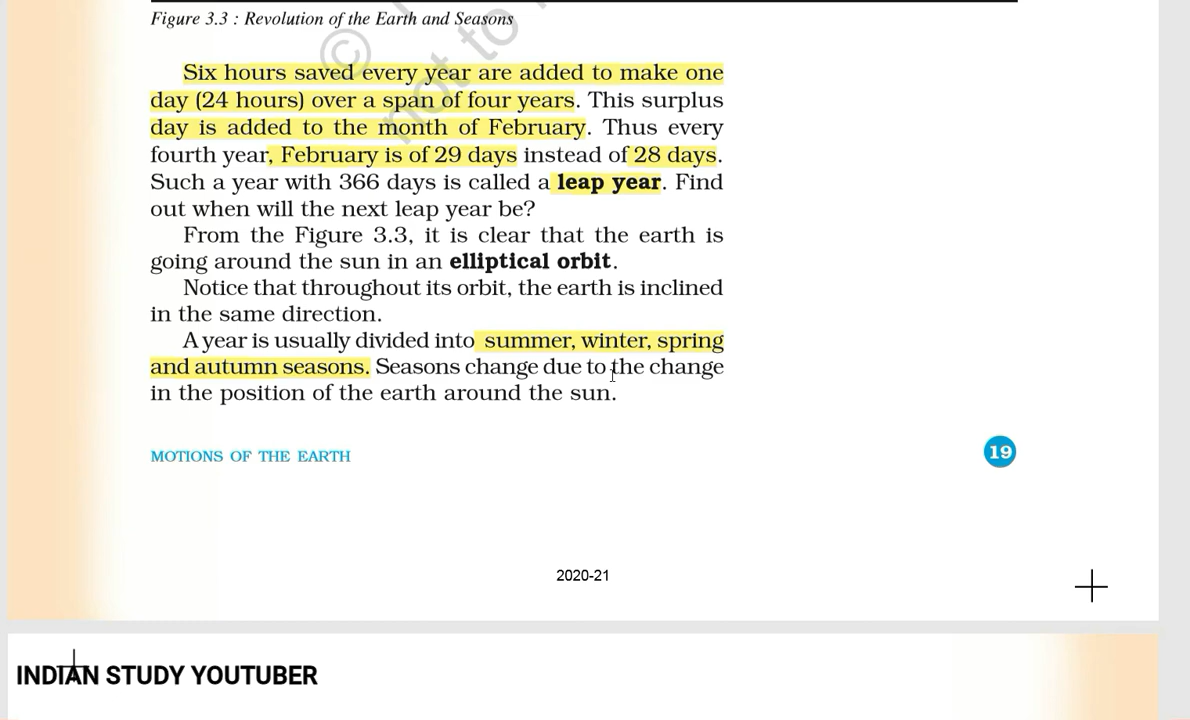 Figure 3.3 : Revolution of the Earth and Seasons
©
not to
Six hours saved every year are added to make one
day (24 hours) over a span of four years. This surplus
day is added to the month of February. Thus every
fourth year, February is of 29 days instead of 28 days.
Such a year with 366 days is called a leap year. Find
out when will the next leap year be?
From the Figure 3.3, it is clear that the earth is
going around the sun in an elliptical orbit.
Notice that throughout its orbit, the earth is inclined
in the same direction.
A year is usually divided into summer, winter, spring
and autumn seasons. Seasons change due to the change
in the position of the earth around the sun.
MOTIONS OF THE EARTH
19
2020-21
INDIAN STUDY YOUTUBER